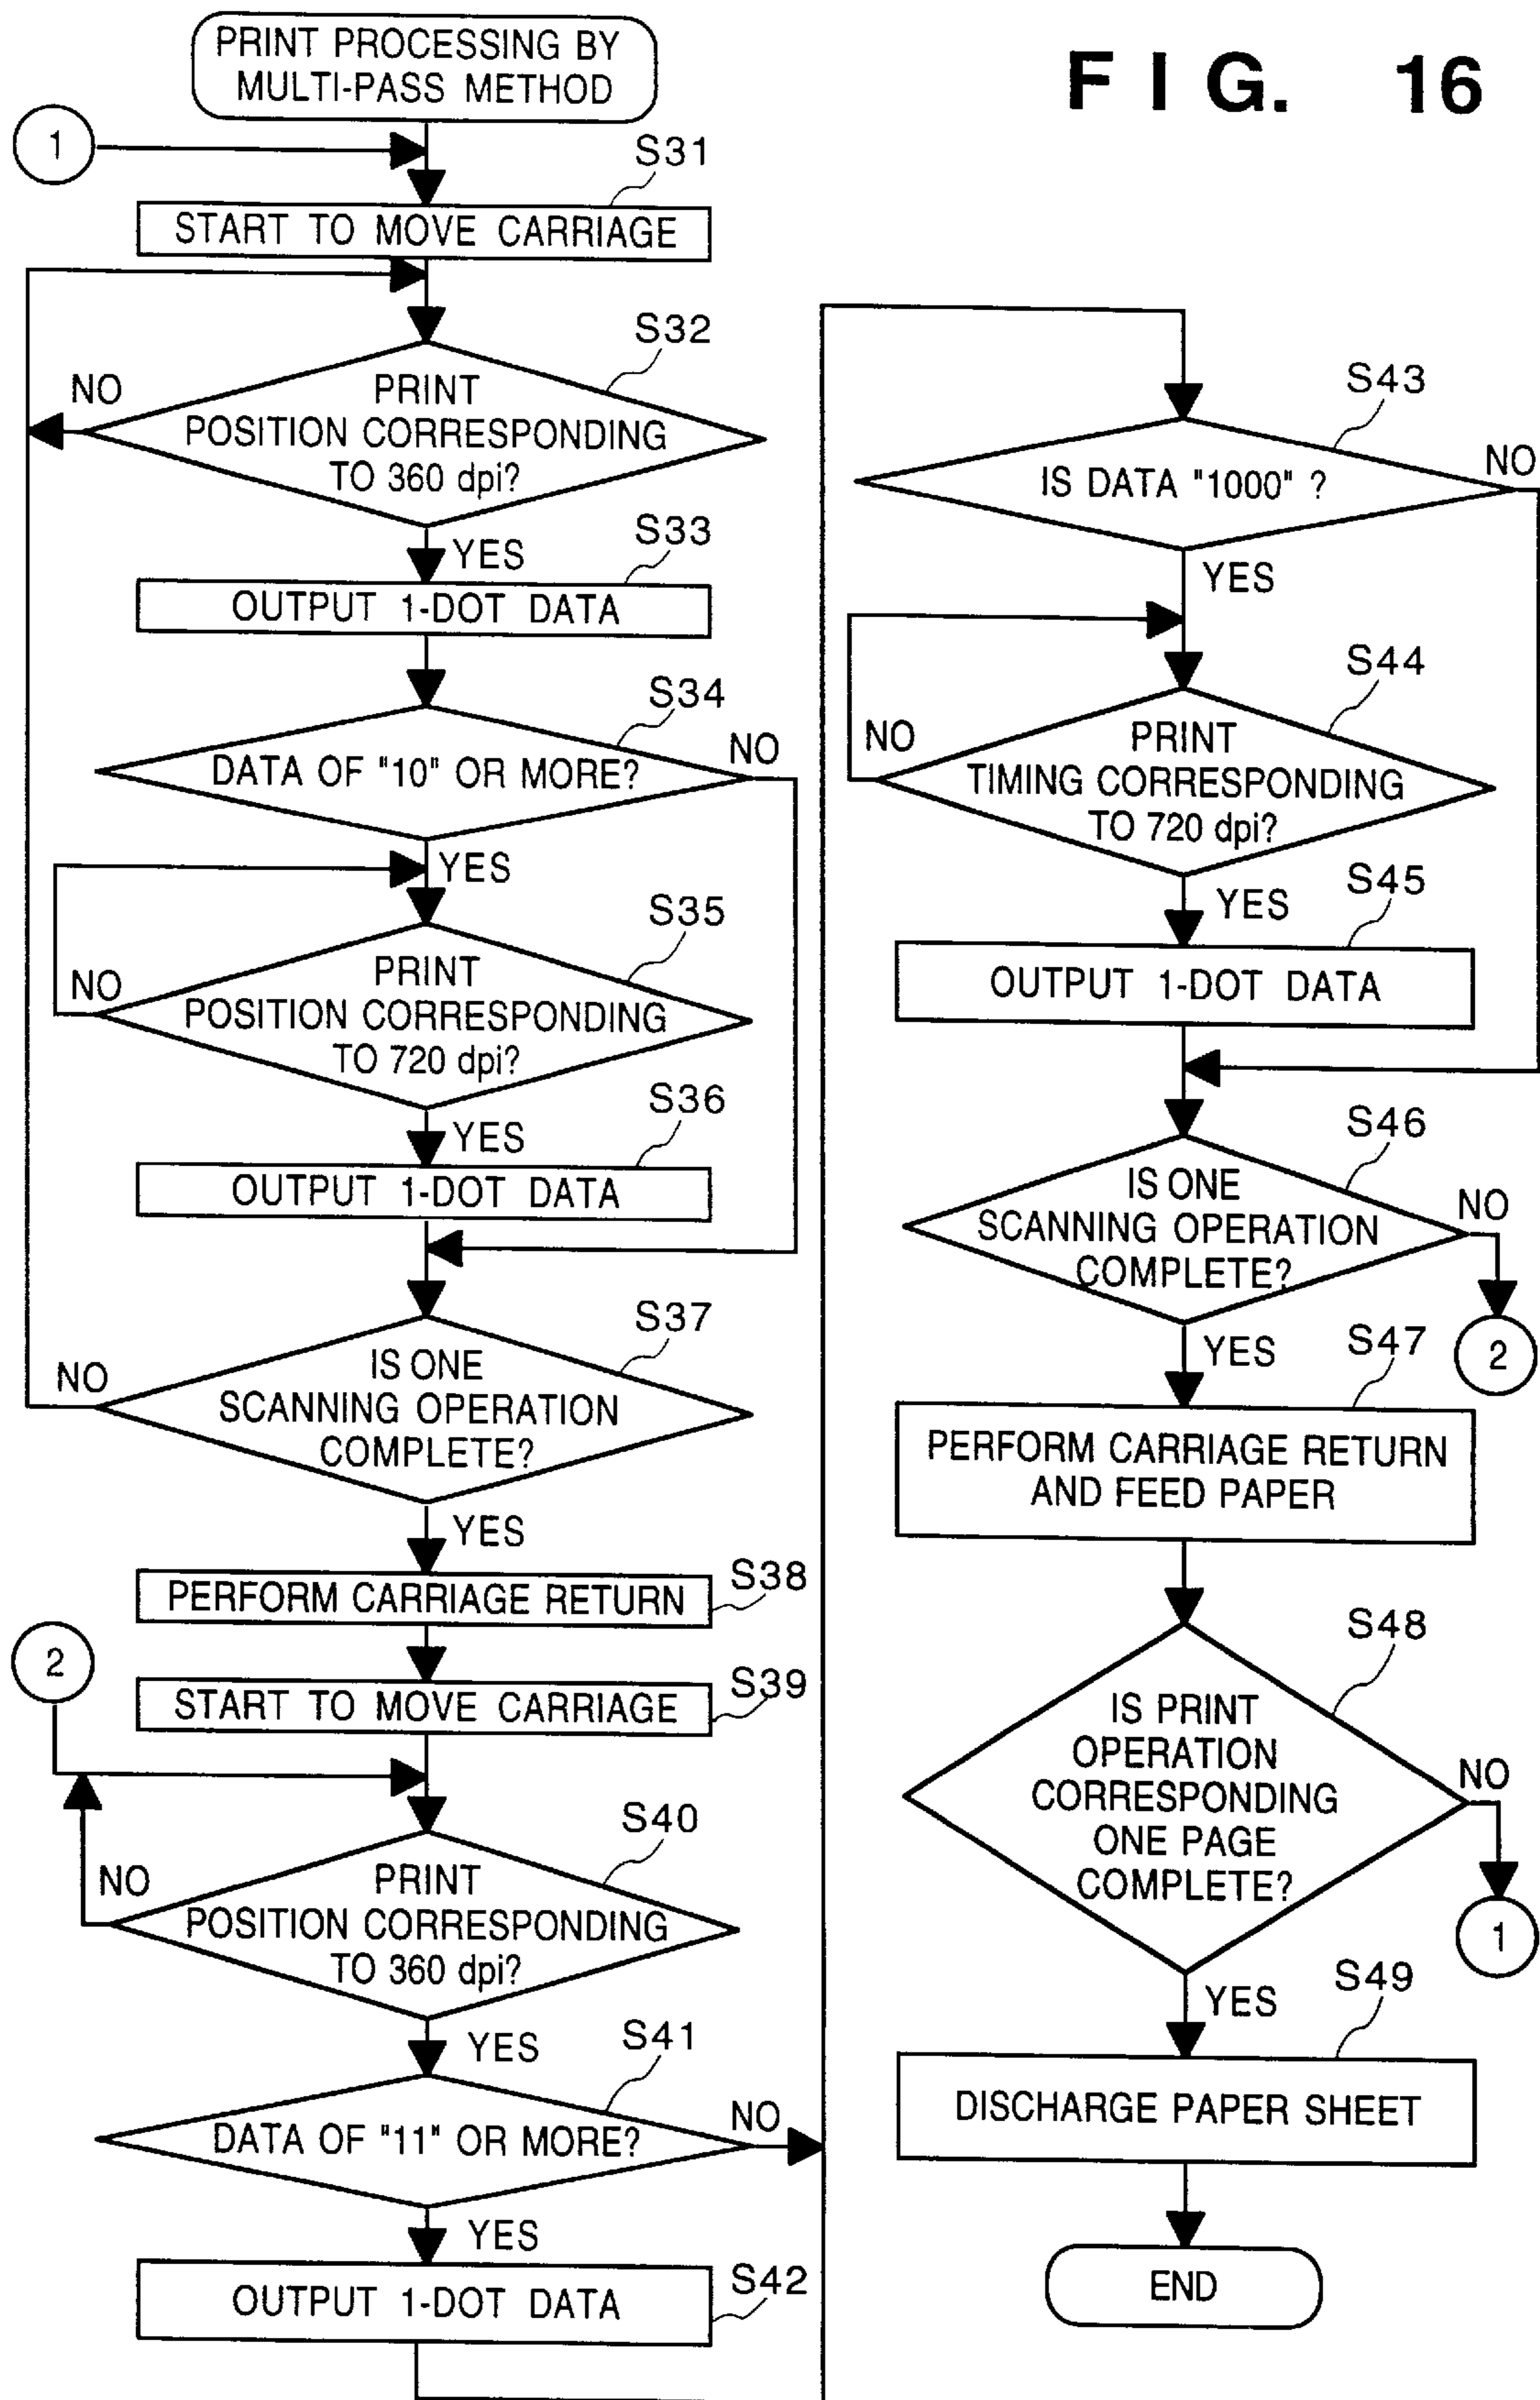 FIG. 16
PRINT PROCESSING BY
MULTI-PASS METHOD
1
S31
START TO MOVE CARRIAGE
S32
NO
PRINT
POSITION CORRESPONDING
TO 360 dpi?
YES
S33
OUTPUT 1-DOT DATA
S34
DATA OF "10" OR MORE?
NO
YES
S35
NO
PRINT
POSITION CORRESPONDING
TO 720 dpi?
YES
S36
OUTPUT 1-DOT DATA
S37
NO
IS ONE
SCANNING OPERATION
COMPLETE?
YES
S38
PERFORM CARRIAGE RETURN
2
S39
START TO MOVE CARRIAGE
S40
NO
PRINT
POSITION CORRESPONDING
TO 360 dpi?
YES
S41
DATA OF "11" OR MORE?
NO
YES
S42
OUTPUT 1-DOT DATA
S43
IS DATA "1000" ?
NO
YES
S44
NO
PRINT
TIMING CORRESPONDING
TO 720 dpi?
YES
S45
OUTPUT 1-DOT DATA
S46
IS ONE
SCANNING OPERATION
COMPLETE?
NO
2
YES
S47
PERFORM CARRIAGE RETURN
AND FEED PAPER
S48
IS PRINT
OPERATION
CORRESPONDING
ONE PAGE
COMPLETE?
NO
1
YES
S49
DISCHARGE PAPER SHEET
END